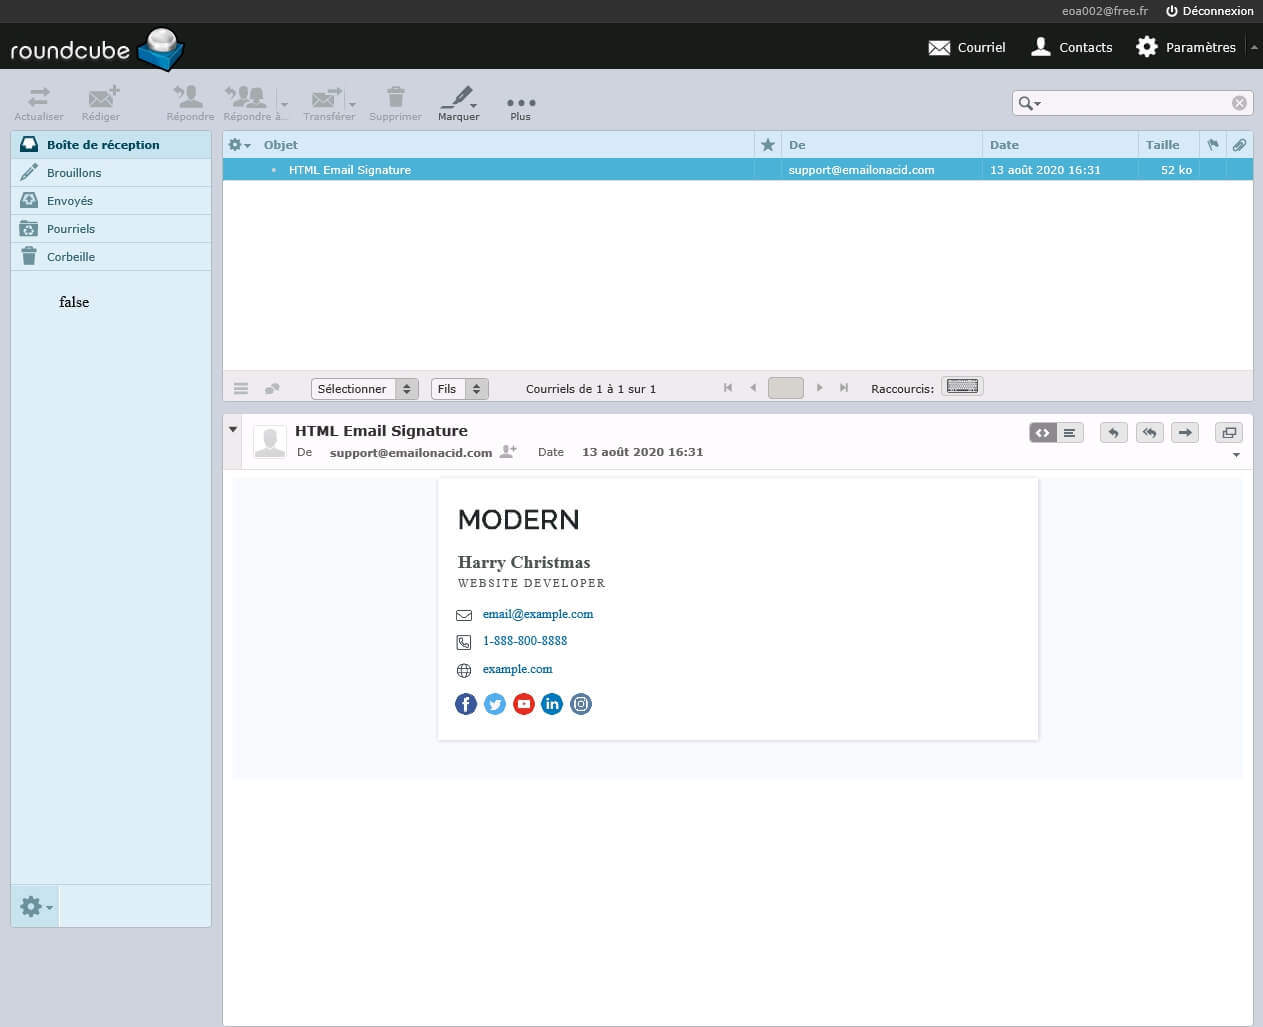 eoa002@free.fr Déconnexion
roundcube Courriel Contacts Paramètres
Actualiser Rédiger Répondre Répondre à... Transférer Supprimer Marquer Plus
Boîte de réception
Brouillons
Envoyés
Pourriels
Corbeille
false
Objet De Date Taille
HTML Email Signature support@emailonacid.com 13 août 2020 16:31 52 ko
Sélectionner Fils Courriels de 1 à 1 sur 1 Raccourcis:
HTML Email Signature
De support@emailonacid.com Date 13 août 2020 16:31
MODERN
Harry Christmas
WEBSITE DEVELOPER
email@example.com
1-888-800-8888
example.com